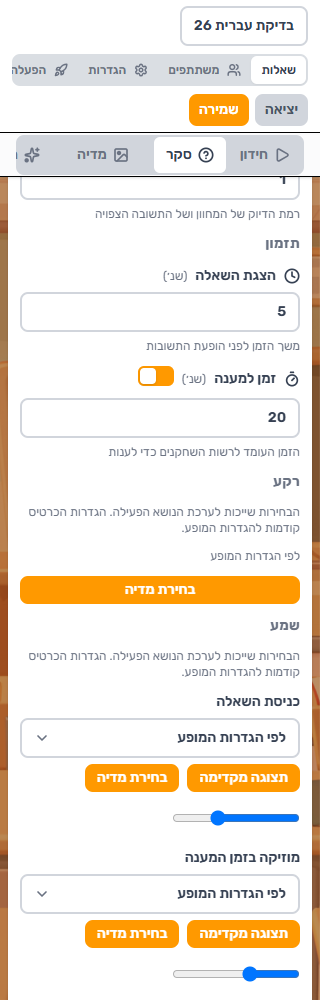 בדיקת עברית 26
שאלות
משתתפים
הגדרות
הפעלה
יציאה
שמירה
חידון
סקר
מדיה
1
רמת הדיוק של המחוון ושל התשובה הצפויה
תזמון
הצגת השאלה (שנ׳)
5
משך הזמן לפני הופעת התשובות
זמן למענה (שנ׳)
20
הזמן העומד לרשות השחקנים כדי לענות
רקע
הבחירות שייכות לערכת הנושא הפעילה. הגדרות הכרטיס
קודמות להגדרות המופע.
לפי הגדרות המופע
בחירת מדיה
שמע
הבחירות שייכות לערכת הנושא הפעילה. הגדרות הכרטיס
קודמות להגדרות המופע.
כניסת השאלה
לפי הגדרות המופע
תצוגה מקדימה
בחירת מדיה
מוזיקה בזמן המענה
לפי הגדרות המופע
תצוגה מקדימה
בחירת מדיה